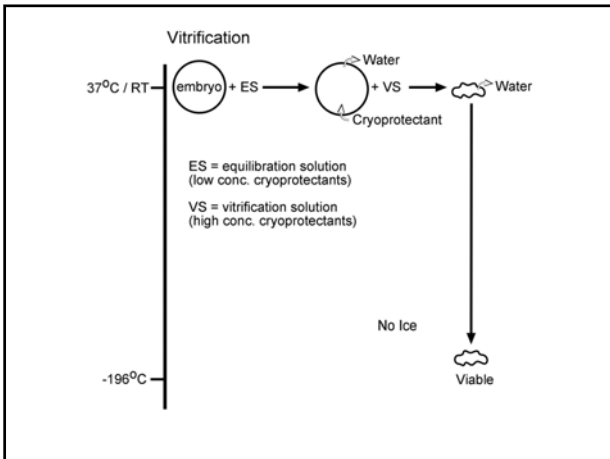 Vitrification
37°C / RT
embryo + ES
Water
+ VS
Water
Cryoprotectant
ES = equilibration solution
(low conc. cryoprotectants)
VS = vitrification solution
(high conc. cryoprotectants)
No Ice
-196°C
Viable